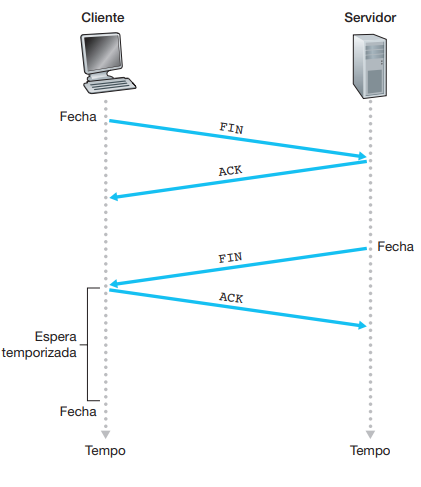 Cliente
Servidor
Fecha
FIN
ACK
Fecha
FIN
ACK
Espera
temporizada
Fecha
Tempo
Tempo